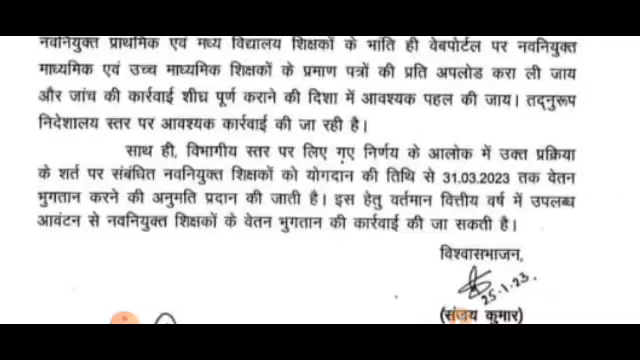 नवनियुक्त प्राथमिक एवं मध्य विद्यालय शिक्षकों के भांति ही वेबपोर्टल पर नवनियुक्त
माध्यमिक एवं उच्च माध्यमिक शिक्षकों के प्रमाण पत्रों की प्रति अपलोड करा ली जाय
और जांच की कार्रवाई शीघ्र पूर्ण कराने की दिशा में आवश्यक पहल की जाय। तद्नुरूप
निदेशालय स्तर पर आवश्यक कार्रवाई की जा रही है।
साथ ही, विभागीय स्तर पर लिए गए निर्णय के आलोक में उक्त प्रक्रिया
के शर्त पर संबंधित नवनियुक्त शिक्षकों को योगदान की तिथि से 31.03.2023 तक वेतन
भुगतान करने की अनुमति प्रदान की जाती है। इस हेतु वर्तमान वित्तीय वर्ष में उपलब्ध
आवंटन से नवनियुक्त शिक्षकों के वेतन भुगतान की कार्रवाई की जा सकती है।
विश्वासभाजन,
25.1.23.
(संजय कुमार)